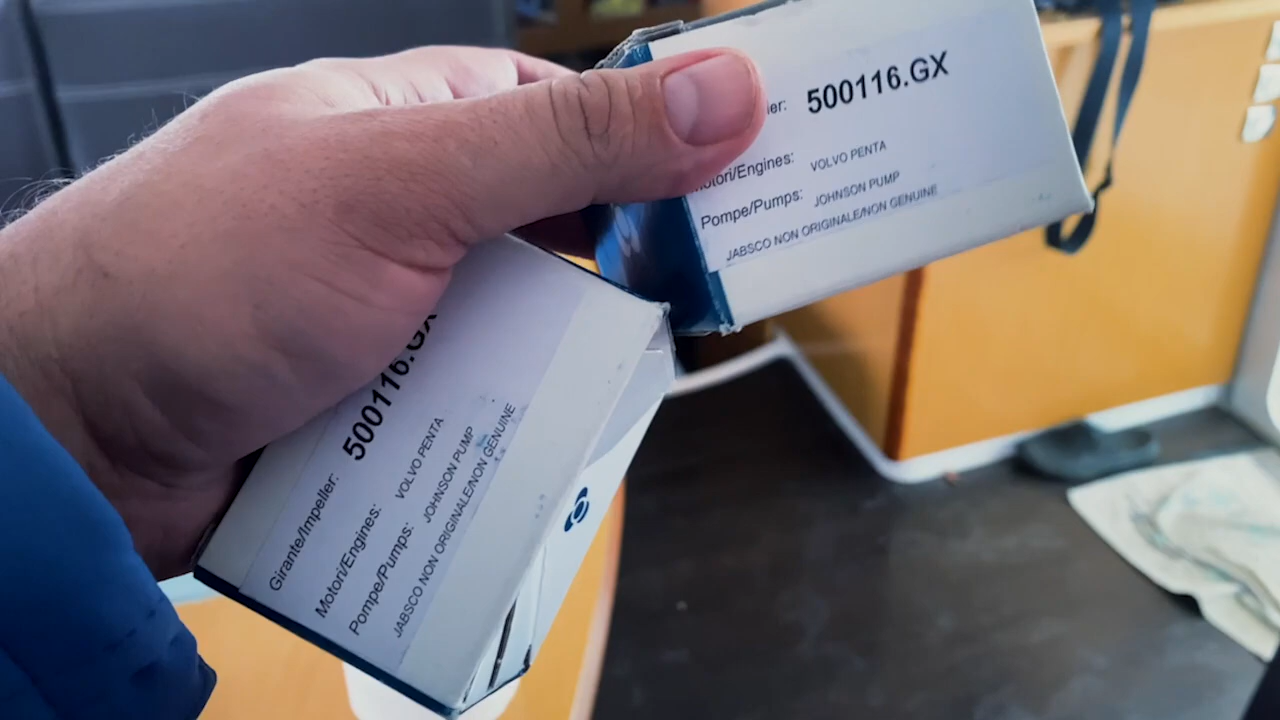 500116.GX
Motori/Engines: VOLVO PENTA
Pompe/Pumps: JOHNSON PUMP
JABSCO NON ORIGINALE/NON GENUINE
Girante/Impeller: 500116.GX
Motori/Engines: VOLVO PENTA
Pompe/Pumps: JOHNSON PUMP
JABSCO NON ORIGINALE/NON GENUINE